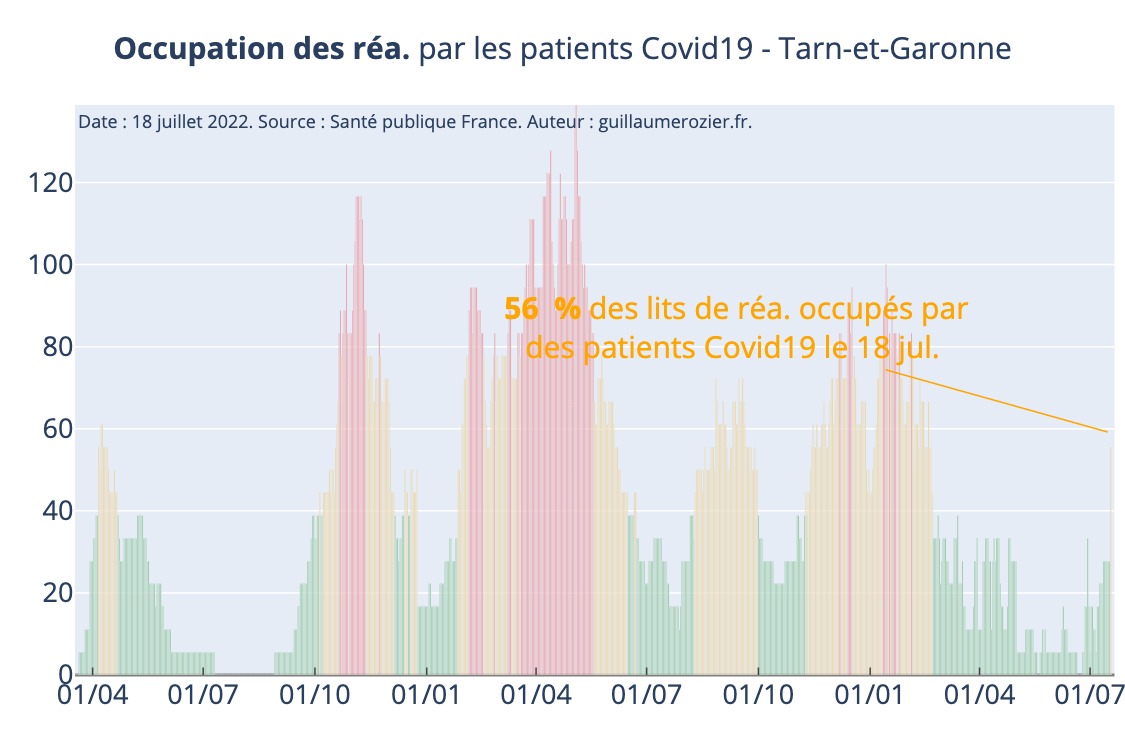 Occupation des réa. par les patients Covid19 - Tarn-et-Garonne
Date : 18 juillet 2022. Source : Santé publique France. Auteur : guillaumerozier.fr.
120
100
56 % des lits de réa. occupés par
des patients Covid19 le 18 jul.
80
60
40
20
0
01/04 01/07 01/10 01/01 01/04 01/07 01/10 01/01 01/04 01/07